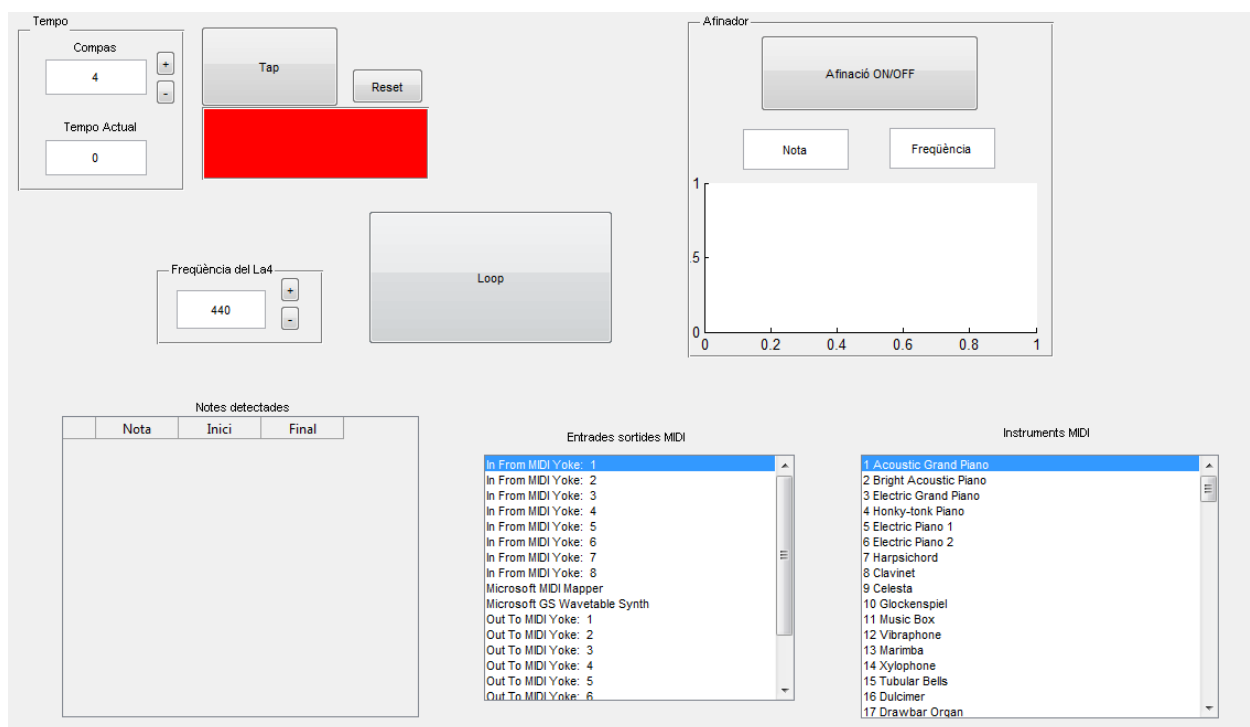 Tempo
Compas
4
+
-
Tempo Actual
0
Tap
Reset
Afinador
Afinació ON/OFF
Nota
Freqüència
1
.5
0
0 0.2 0.4 0.6 0.8 1
Freqüència del La4
440
+
-
Loop
Notes detectades
Nota Inici Final
Entrades sortides MIDI
In From MIDI Yoke: 1
In From MIDI Yoke: 2
In From MIDI Yoke: 3
In From MIDI Yoke: 4
In From MIDI Yoke: 5
In From MIDI Yoke: 6
In From MIDI Yoke: 7
In From MIDI Yoke: 8
Microsoft MIDI Mapper
Microsoft GS Wavetable Synth
Out To MIDI Yoke: 1
Out To MIDI Yoke: 2
Out To MIDI Yoke: 3
Out To MIDI Yoke: 4
Out To MIDI Yoke: 5
Out To MIDI Yoke: 6
Instruments MIDI
1 Acoustic Grand Piano
2 Bright Acoustic Piano
3 Electric Grand Piano
4 Honky-tonk Piano
5 Electric Piano 1
6 Electric Piano 2
7 Harpsichord
8 Clavinet
9 Celesta
10 Glockenspiel
11 Music Box
12 Vibraphone
13 Marimba
14 Xylophone
15 Tubular Bells
16 Dulcimer
17 Drawbar Organ